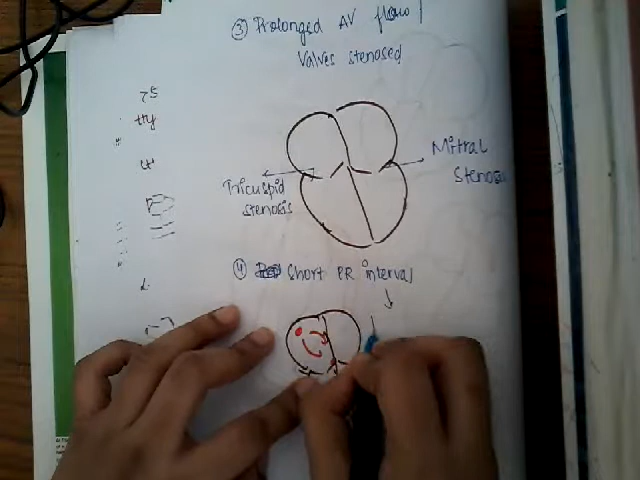 ③ Prolonged AV flow |
Valves stenosed
Mitral
Stenosis
Tricuspid
stenosis
④ Short PR interval